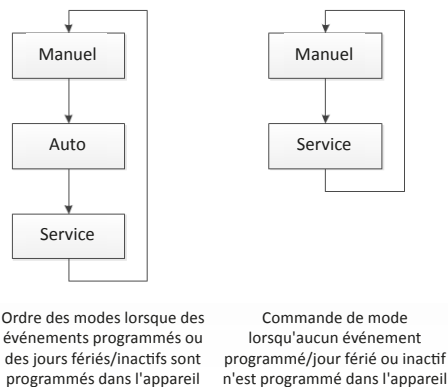 Manuel
Auto
Service
Ordre des modes lorsque des
événements programmés ou
des jours fériés/inactifs sont
programmés dans l'appareil
Manuel
Service
Commande de mode
lorsqu'aucun événement
programmé/jour férié ou inactif
n'est programmé dans l'appareil